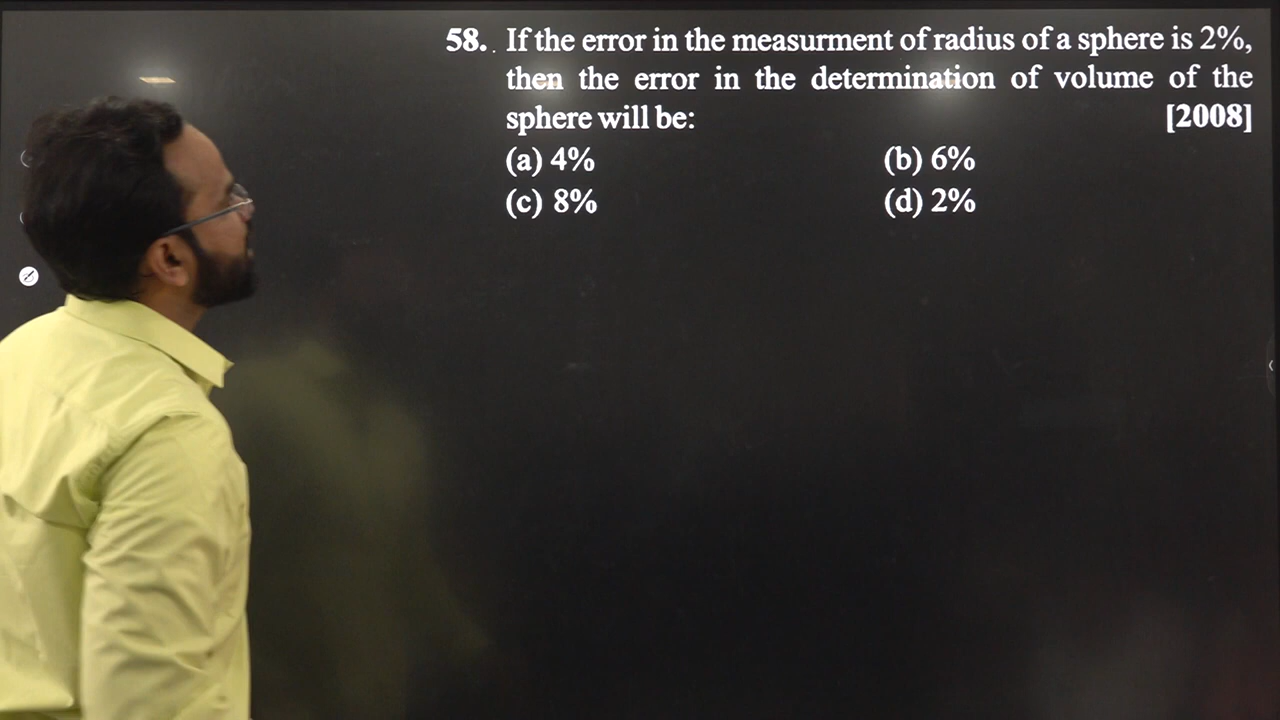 58. . If the error in the measurment of radius of a sphere is 2%,
then the error in the determination of volume of the
sphere will be: [2008]
(a) 4% (b) 6%
(c) 8% (d) 2%